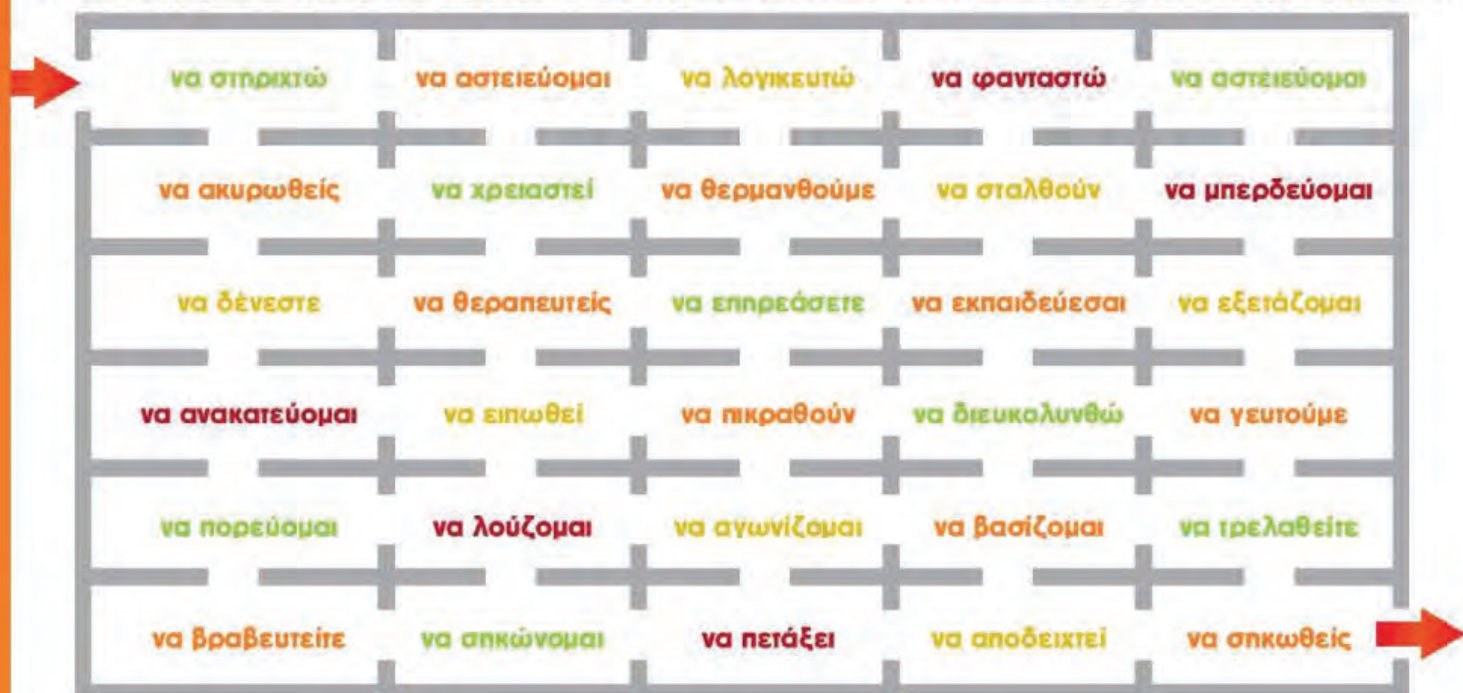 να στηριχτώ να αστειεύομαι να λογικευτώ να φανταστώ να αστειεύομαι
να ακυρωθείς να χρειαστεί να θερμανθούμε να σταλθούν να μπερδεύομαι
να δένεστε να θεραπευτείς να επηρεάσετε να εκπαιδεύεσαι να εξετάζομαι
να ανακατεύομαι να ειπωθεί να πικραθούν να διευκολυνθώ να γευτούμε
να πορεύομαι να λούζομαι να αγωνίζομαι να βασίζομαι να τρελαθείτε
να βραβευτείτε να σηκώνομαι να πετάξει να αποδειχτεί να σηκωθείς